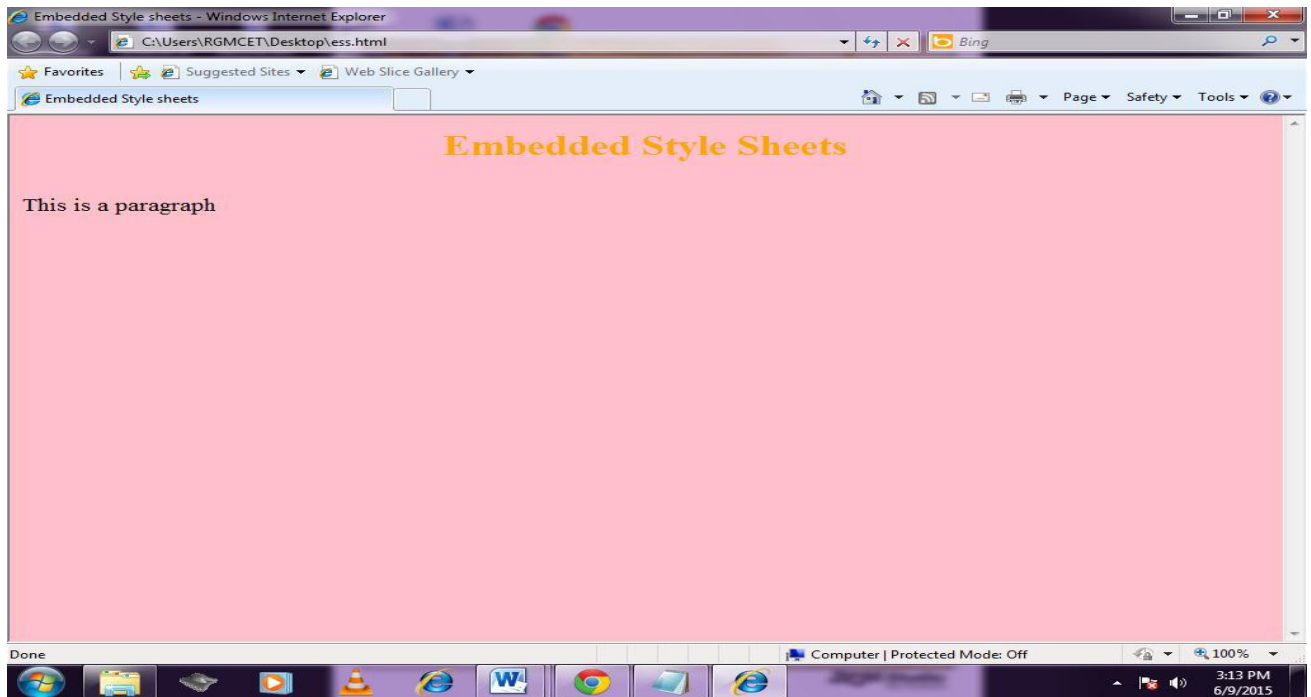 Embedded Style sheets - Windows Internet Explorer
C:\Users\RGMCET\Desktop\ess.html Bing
Favorites Suggested Sites Web Slice Gallery
Embedded Style sheets Page Safety Tools
Embedded Style Sheets
This is a paragraph
Done Computer | Protected Mode: Off 100%
3:13 PM
6/9/2015